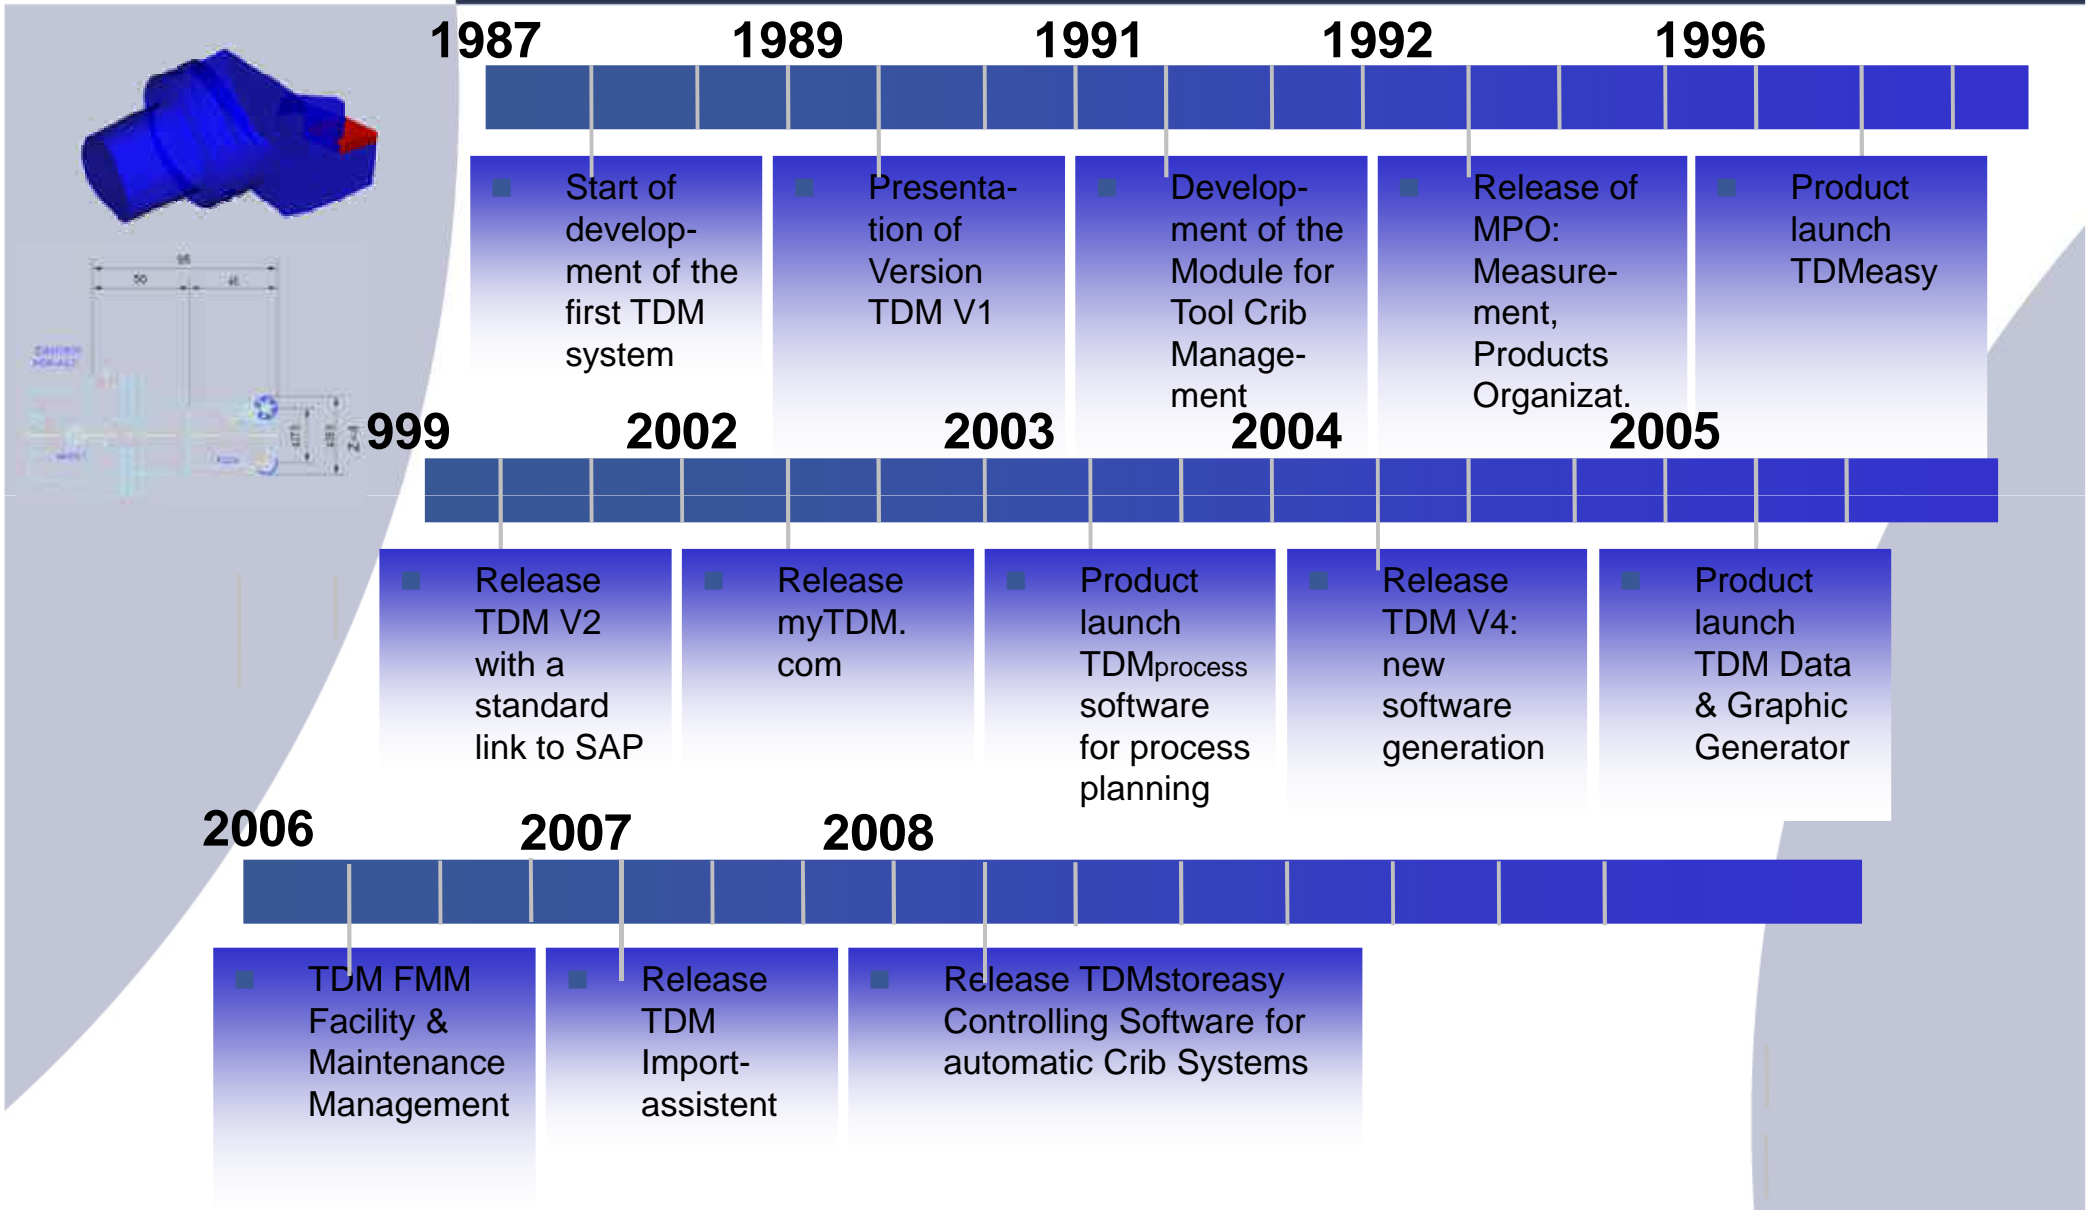 1987 1989 1991 1992 1996
Start of
develop-
ment of the
first TDM
system
Presenta-
tion of
Version
TDM V1
Develop-
ment of the
Module for
Tool Crib
Manage-
ment
Release of
MPO:
Measure-
ment,
Products
Organizat.
Product
launch
TDMeasy
95
50
999 2002 2003 2004 2005
Release
TDM V2
with a
standard
link to SAP
Release
myTDM.
com
Product
launch
TDMprocess
software
for process
planning
Release
TDM V4:
new
software
generation
Product
launch
TDM Data
& Graphic
Generator
2006 2007 2008
TDM FMM
Facility &
Maintenance
Management
Release
TDM
Import-
assistent
Release TDMstoreasy
Controlling Software for
automatic Crib Systems